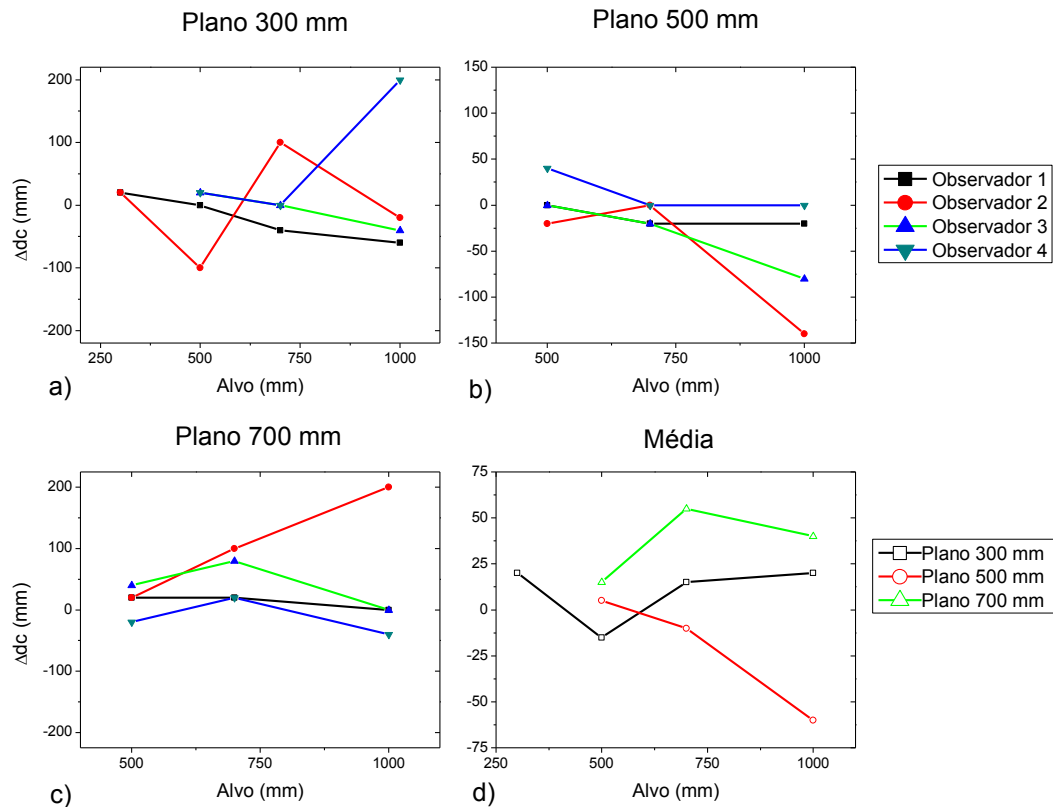 Plano 300 mm
200
100
0
-100
-200
Δdc (mm)
250 500 750 1000
Alvo (mm)
a)
Plano 500 mm
150
100
50
0
-50
-100
-150
500 750 1000
Alvo (mm)
b)
Observador 1
Observador 2
Observador 3
Observador 4
Plano 700 mm
200
100
0
-100
-200
Δdc (mm)
500 750 1000
Alvo (mm)
c)
Média
75
50
25
0
-25
-50
-75
250 500 750 1000
Alvo (mm)
d)
Plano 300 mm
Plano 500 mm
Plano 700 mm